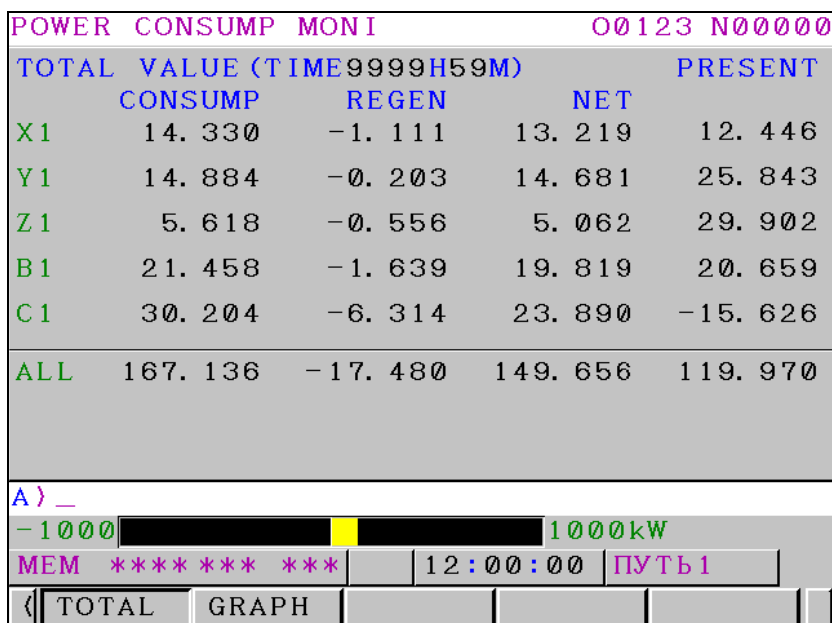 POWER CONSUMP MONI O0123 N00000
TOTAL VALUE(TIME9999H59M) PRESENT
CONSUMP REGEN NET
X1 14.330 -1.111 13.219 12.446
Y1 14.884 -0.203 14.681 25.843
Z1 5.618 -0.556 5.062 29.902
B1 21.458 -1.639 19.819 20.659
C1 30.204 -6.314 23.890 -15.626
ALL 167.136 -17.480 149.656 119.970
A)_
-1000 1000kW
MEM **** *** *** 12:00:00 ПУТЬ1
( TOTAL GRAPH